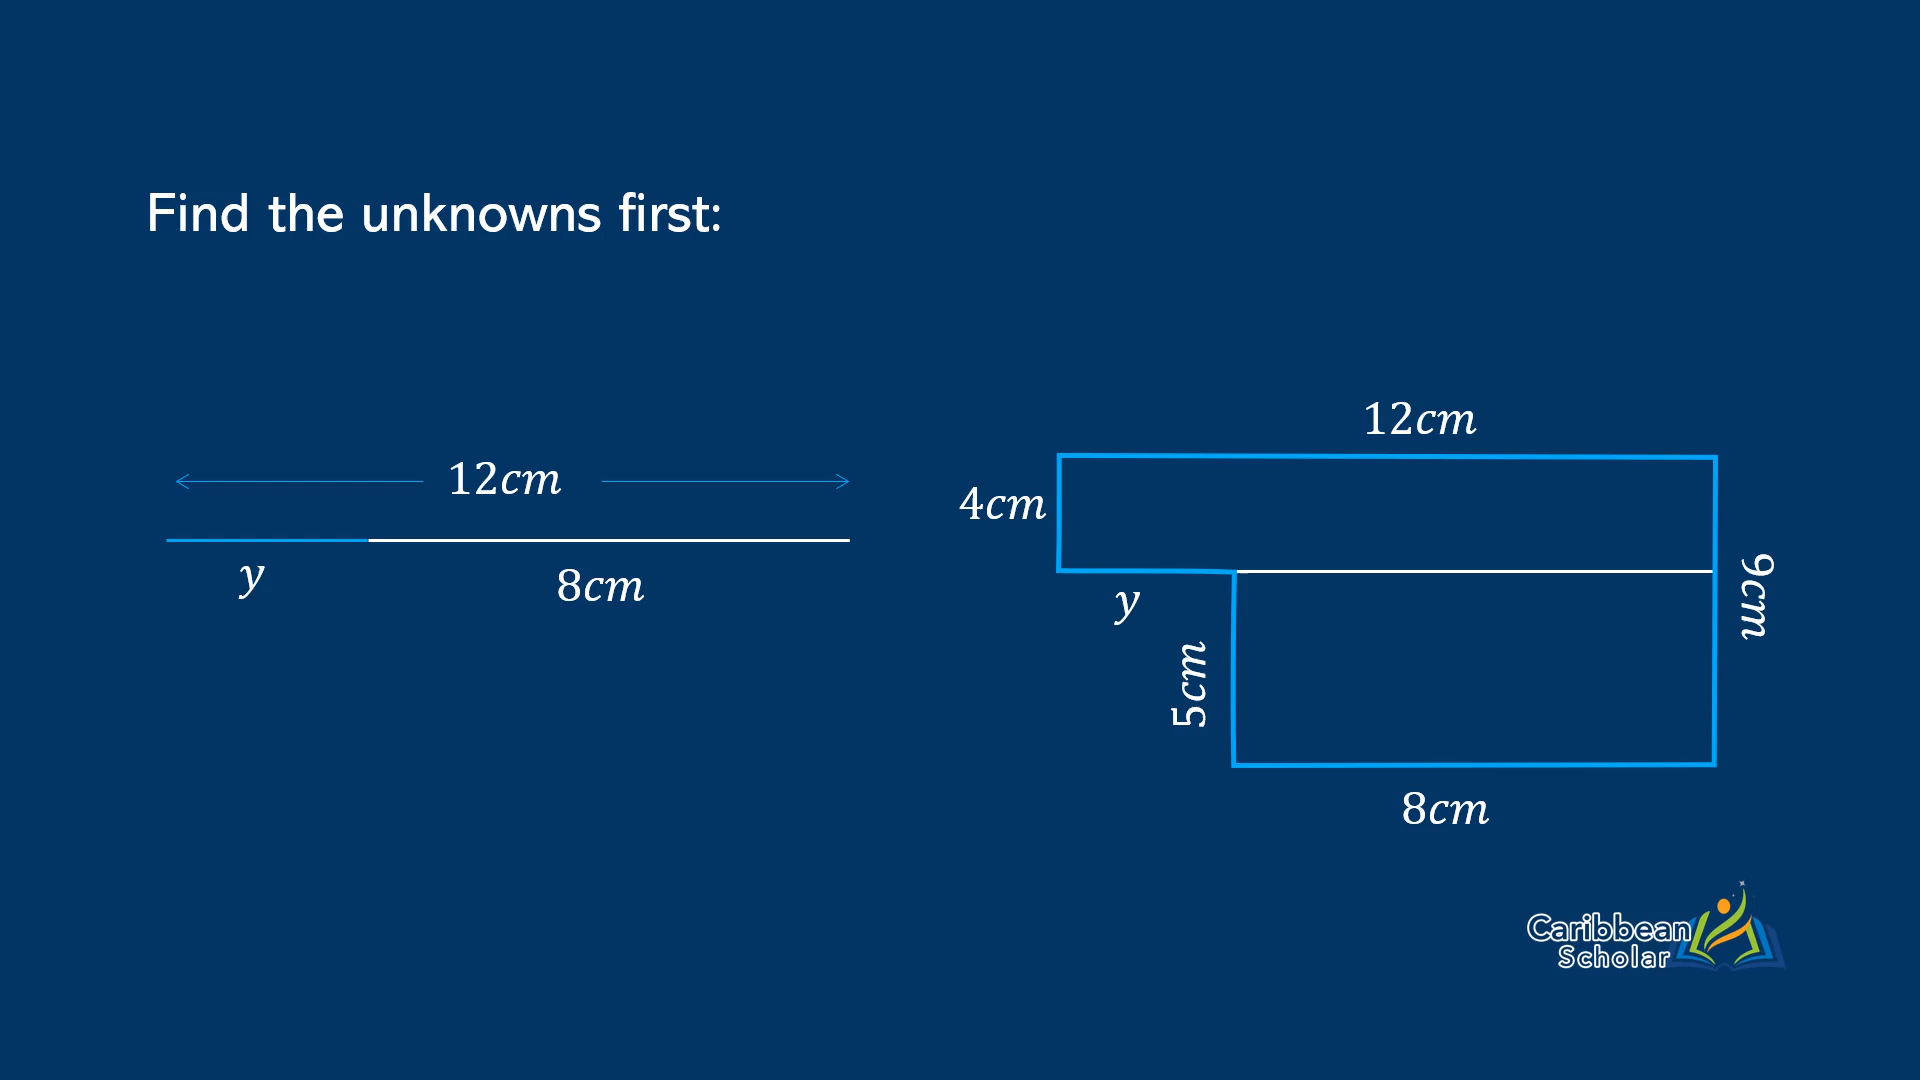 Find the unknowns first:
12cm
y
8cm
12cm
4cm
9cm
y
5cm
8cm
Caribbean
Scholar